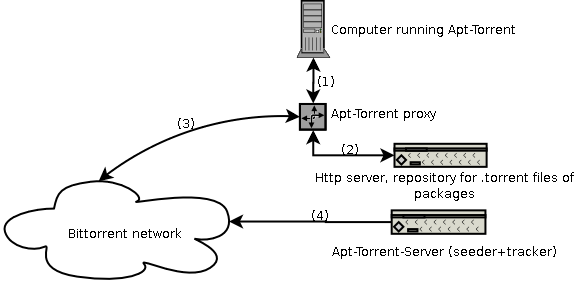 Computer running Apt-Torrent
(1)
Apt-Torrent proxy
(3)
(2)
Http server, repository for .torrent files of
packages
(4)
Bittorrent network
Apt-Torrent-Server (seeder+tracker)